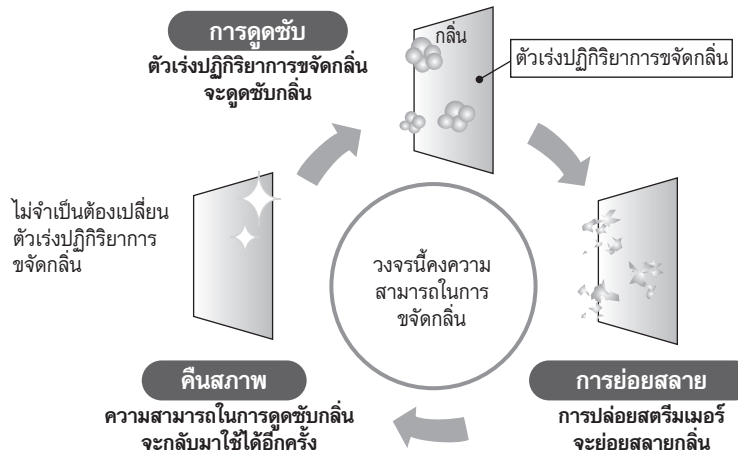 การดูดซับ
ตัวเร่งปฏิกิริยาการขจัดกลิ่น
จะดูดซับกลิ่น
กลิ่น
ตัวเร่งปฏิกิริยาการขจัดกลิ่น
ไม่จำเป็นต้องเปลี่ยน
ตัวเร่งปฏิกิริยาการ
ขจัดกลิ่น
วงจรนี้คงความ
สามารถในการ
ขจัดกลิ่น
คืนสภาพ
ความสามารถในการดูดซับกลิ่น
จะกลับมาใช้ได้อีกครั้ง
การย่อยสลาย
การปล่อยสตรีมเมอร์
จะย่อยสลายกลิ่น